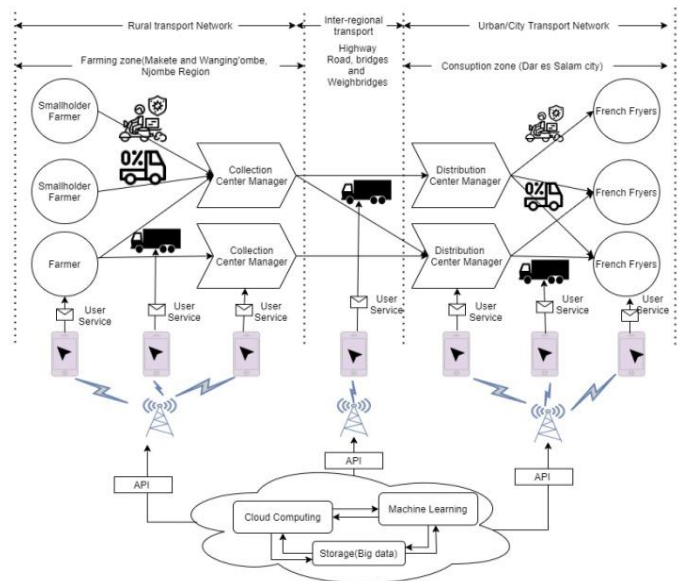 Rural transport Network
Inter-regional
transport
Urban/City Transport Network
Farming zone(Makete and Wanging'ombe,
Njombe Region
Highway
Road, bridges
and
Weighbridges
Consuption zone (Dar es Salam city)
Smallholder
Farmer
French Fryers
0%
Collection
Center Manager
Distribution
Center Manager
Smallholder
Farmer
0%
French Fryers
Farmer
Collection
Center Manager
Distribution
Center Manager
French Fryers
User
Service
User
Service
User
Service
User
Service
User
Service
User
Service
User
Service
API
API
API
Cloud Computing
Machine Learning
Storage(Big data)